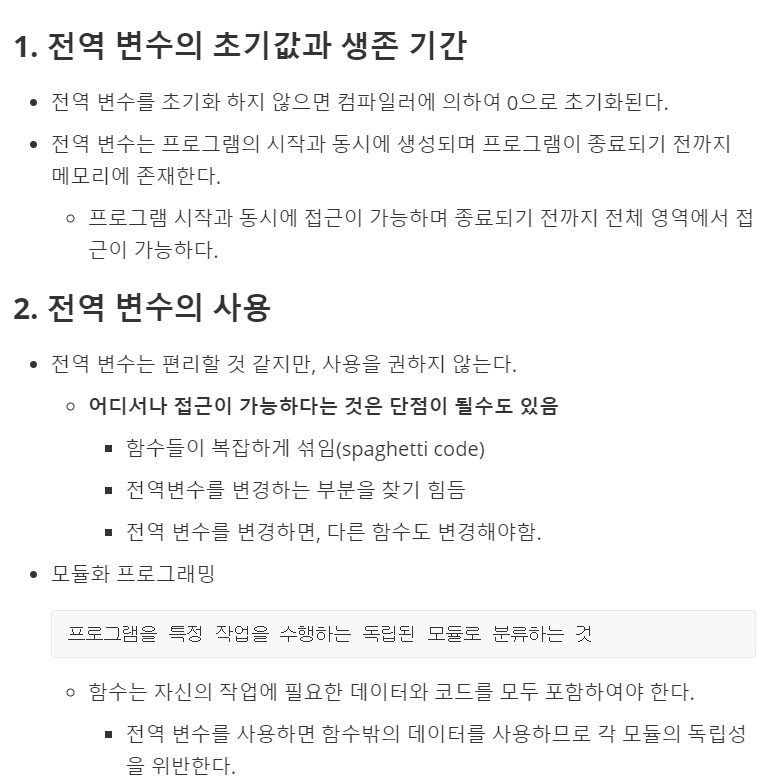 1. 전역 변수의 초기값과 생존 기간
전역 변수를 초기화 하지 않으면 컴파일러에 의하여 0으로 초기화된다.
전역 변수는 프로그램의 시작과 동시에 생성되며 프로그램이 종료되기 전까지
메모리에 존재한다.
프로그램 시작과 동시에 접근이 가능하며 종료되기 전까지 전체 영역에서 접
근이 가능하다.
2. 전역 변수의 사용
전역 변수는 편리할 것 같지만, 사용을 권하지 않는다.
어디서나 접근이 가능하다는 것은 단점이 될수도 있음
함수들이 복잡하게 섞임(spaghetti code)
전역변수를 변경하는 부분을 찾기 힘듬
전역 변수를 변경하면, 다른 함수도 변경해야함.
모듈화 프로그래밍
프로그램을 특정 작업을 수행하는 독립된 모듈로 분류하는 것
함수는 자신의 작업에 필요한 데이터와 코드를 모두 포함하여야 한다.
전역 변수를 사용하면 함수밖의 데이터를 사용하므로 각 모듈의 독립성
을 위반한다.